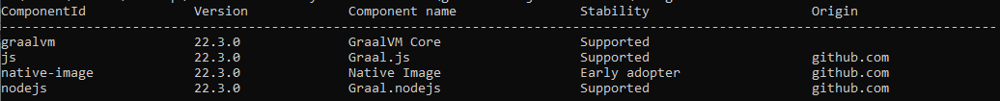 ComponentId Version Component name Stability Origin
---------------------------------------------------------------------------------------------------------------------------------
graalvm 22.3.0 GraalVM Core Supported
js 22.3.0 Graal.js Supported github.com
native-image 22.3.0 Native Image Early adopter github.com
nodejs 22.3.0 Graal.nodejs Supported github.com